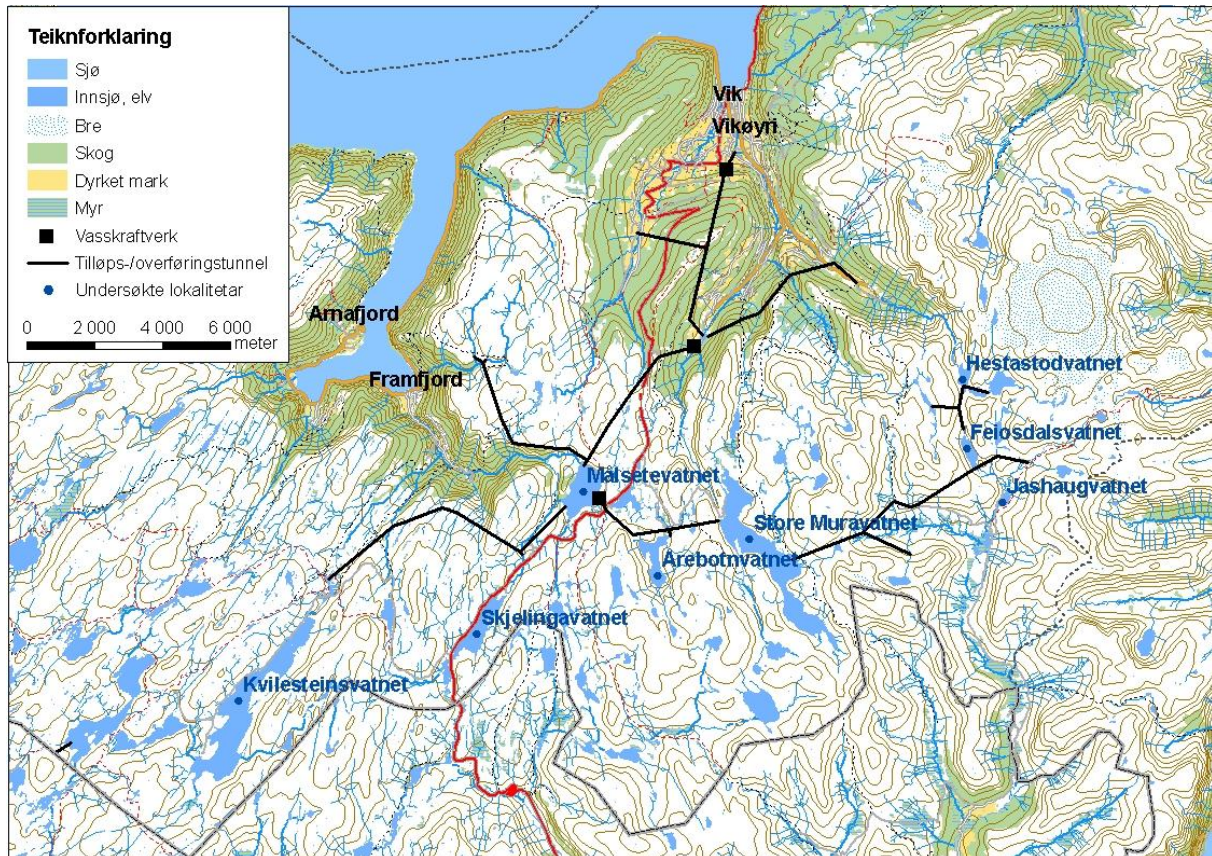 Teiknforklaring
Sjø
Innsjø, elv
Bre
Skog
Dyrket mark
Myr
Vasskraftverk
Tilløps-/overføringstunnel
Undersøkte lokalitetar
0 2 000 4 000 6 000
meter
Vik
Vikøyri
Arnafjord
Framfjord
Hestastodvatnet
Feiosdalsvatnet
Målsetevatnet
Jashaugvatnet
Store Muravatnet
Årebotnvatnet
Skjelingavatnet
Kvilesteinsvatnet